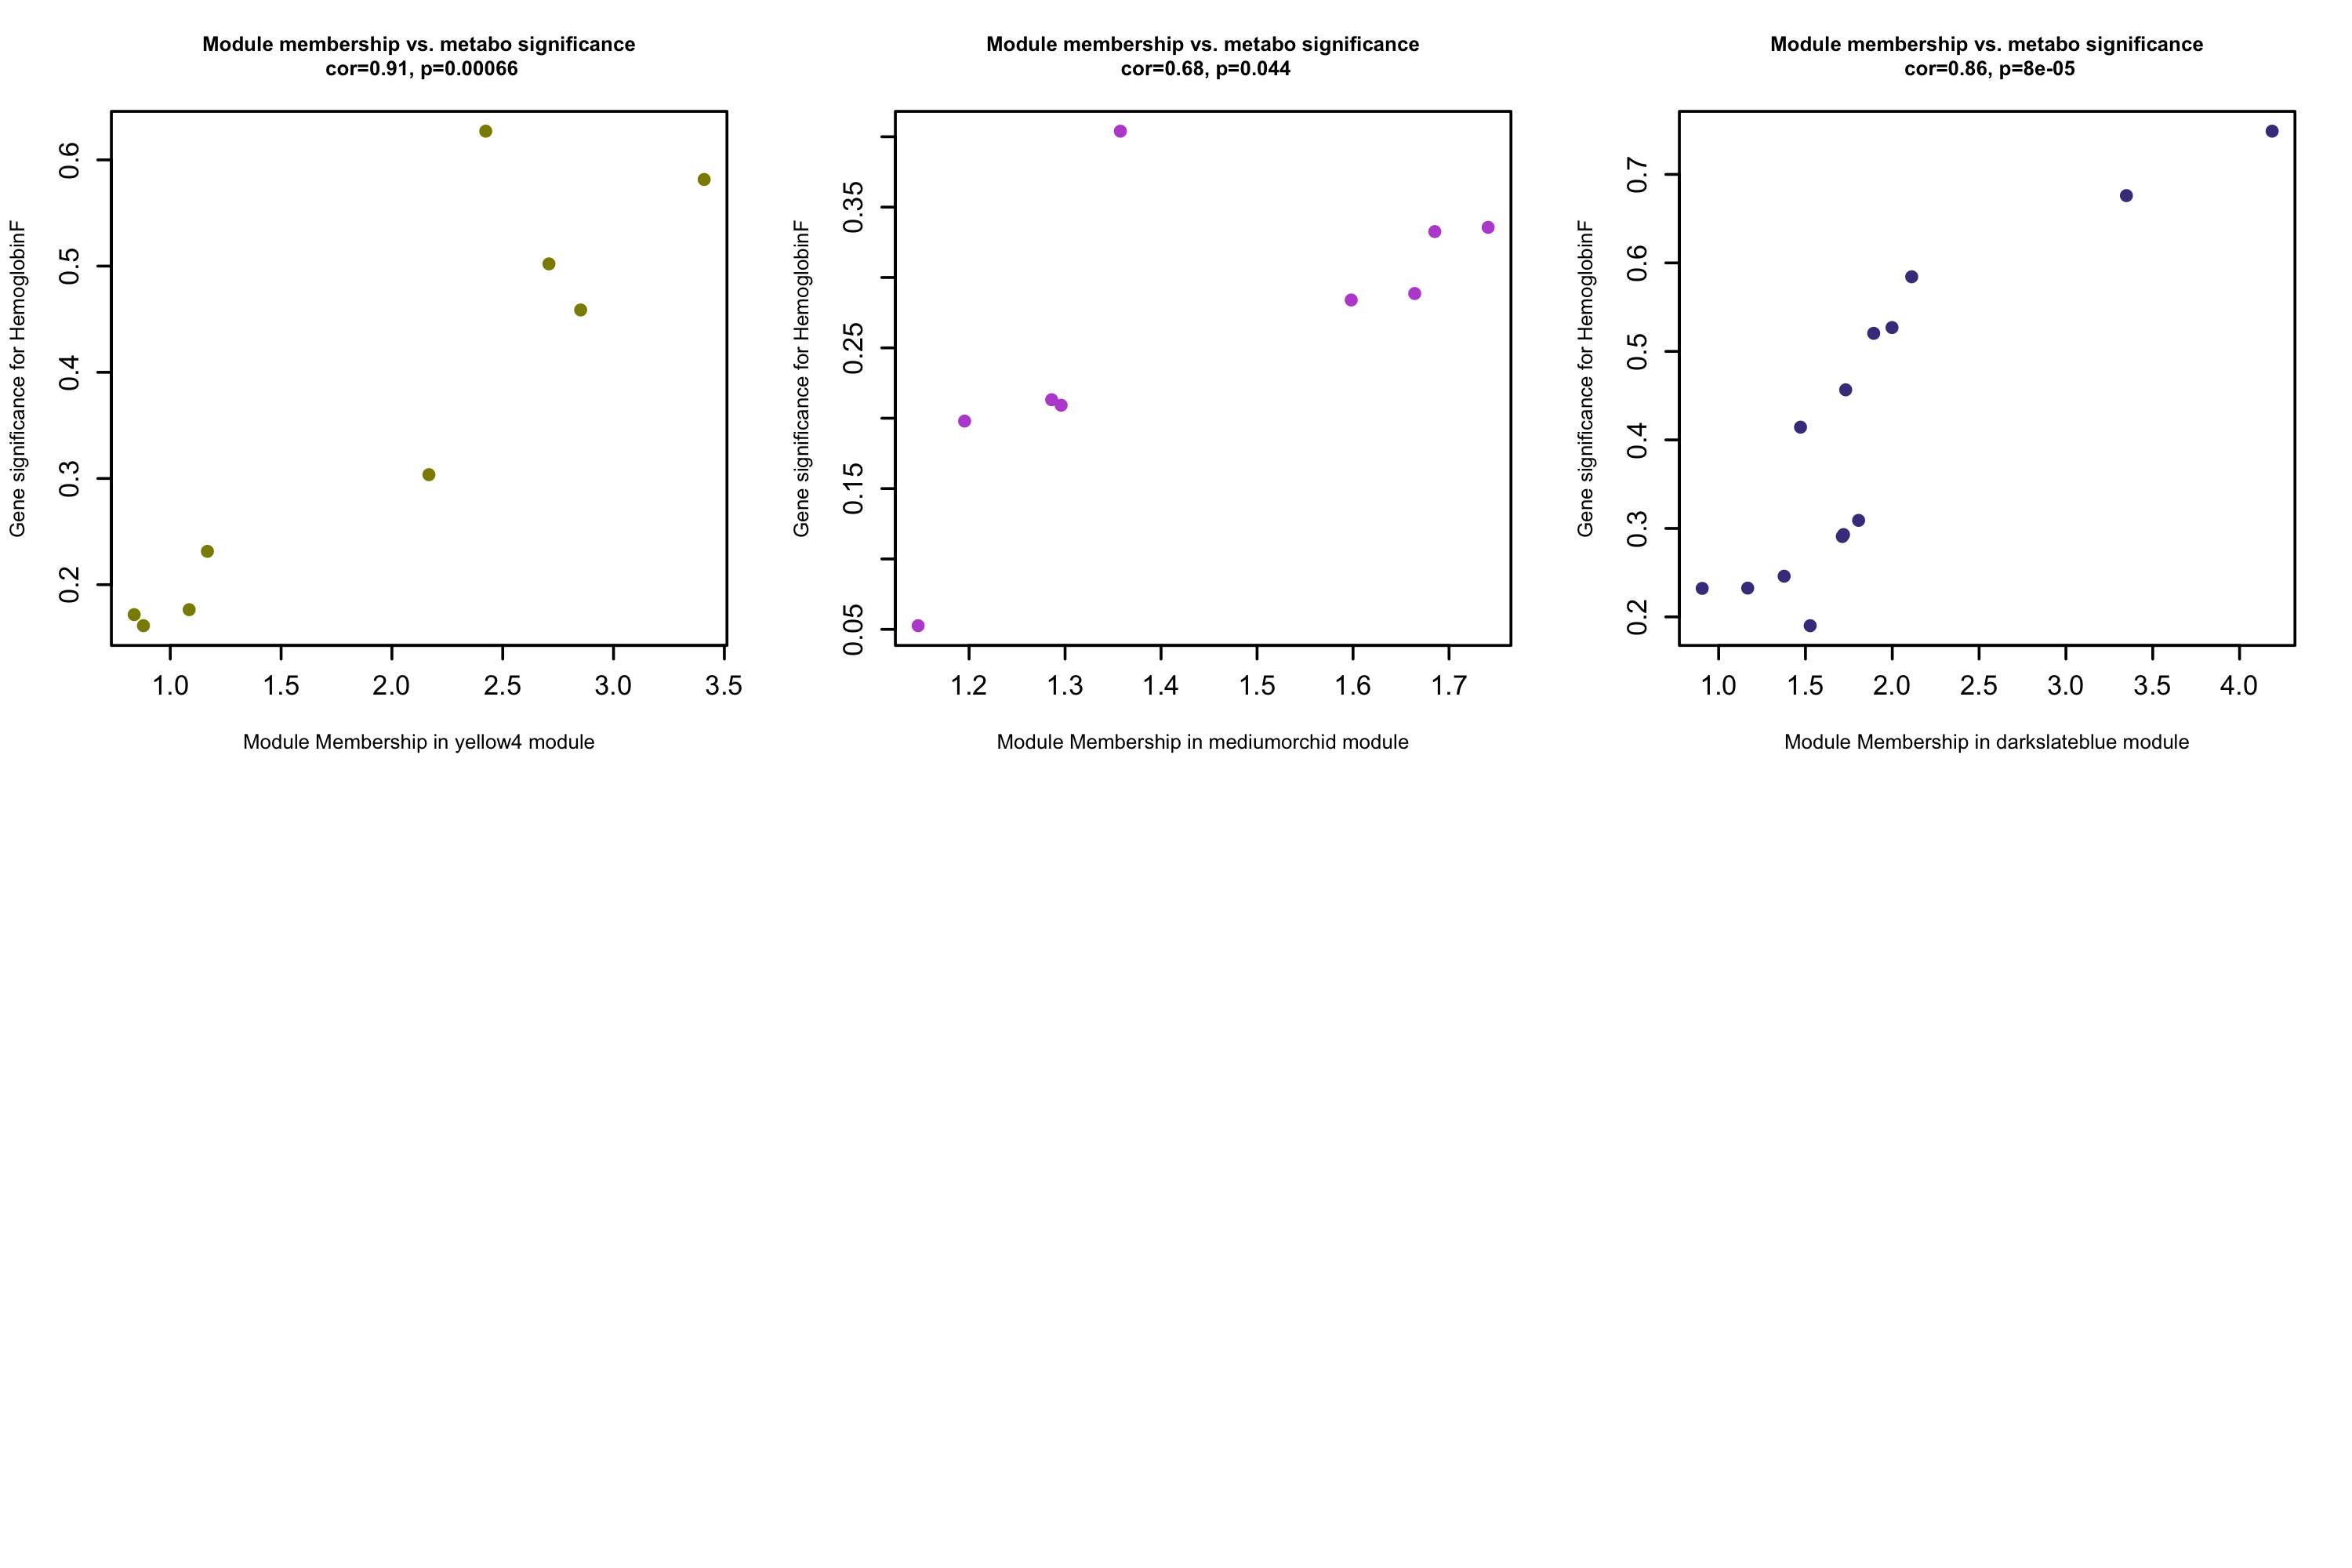 Module membership vs. metabo significance
cor=0.91, p=0.00066
Gene significance for HemoglobinF
0.6
0.5
0.4
0.3
0.2
1.0 1.5 2.0 2.5 3.0 3.5
Module Membership in yellow4 module
Module membership vs. metabo significance
cor=0.68, p=0.044
Gene significance for HemoglobinF
0.35
0.25
0.15
0.05
1.2 1.3 1.4 1.5 1.6 1.7
Module Membership in mediumorchid module
Module membership vs. metabo significance
cor=0.86, p=8e-05
Gene significance for HemoglobinF
0.7
0.6
0.5
0.4
0.3
0.2
1.0 1.5 2.0 2.5 3.0 3.5 4.0
Module Membership in darkslateblue module